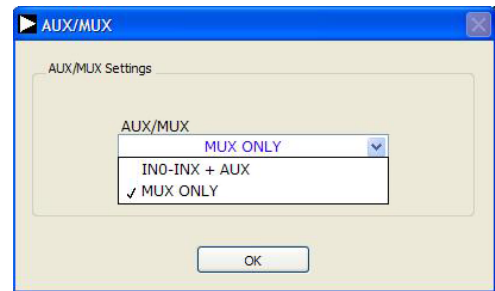 AUX/MUX
AUX/MUX Settings
AUX/MUX
MUX ONLY
IN0-INX + AUX
MUX ONLY
OK